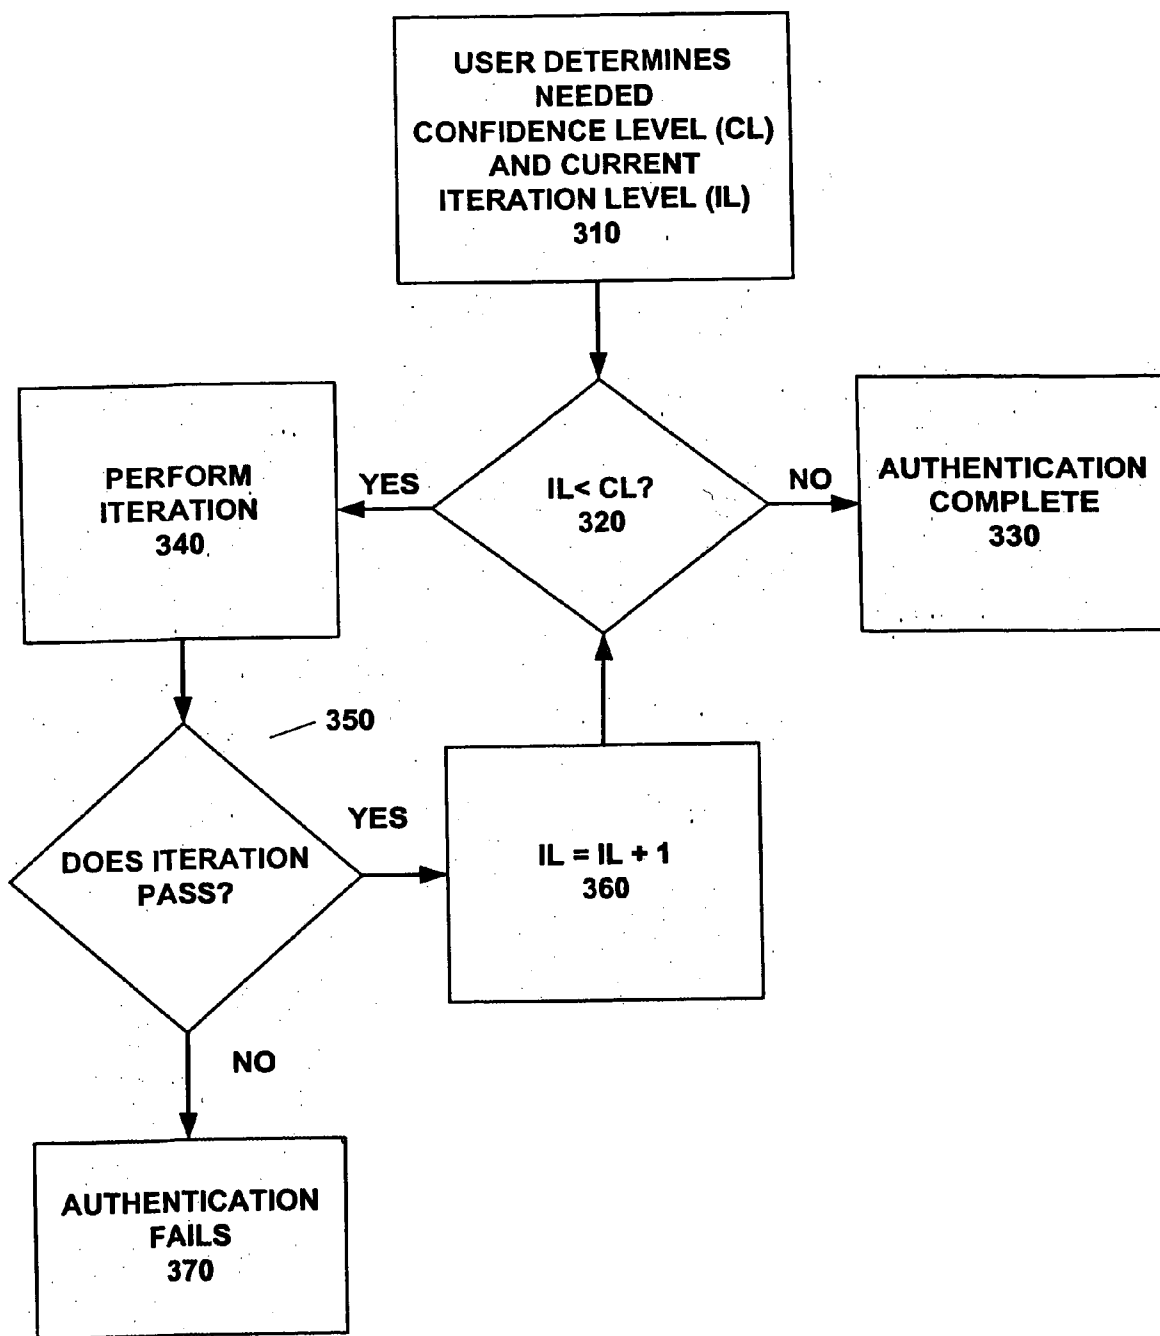 USER DETERMINES
NEEDED
CONFIDENCE LEVEL (CL)
AND CURRENT
ITERATION LEVEL (IL)
310
PERFORM
ITERATION
340
YES
IL< CL?
320
NO
AUTHENTICATION
COMPLETE
330
350
DOES ITERATION
PASS?
YES
IL = IL + 1
360
NO
AUTHENTICATION
FAILS
370